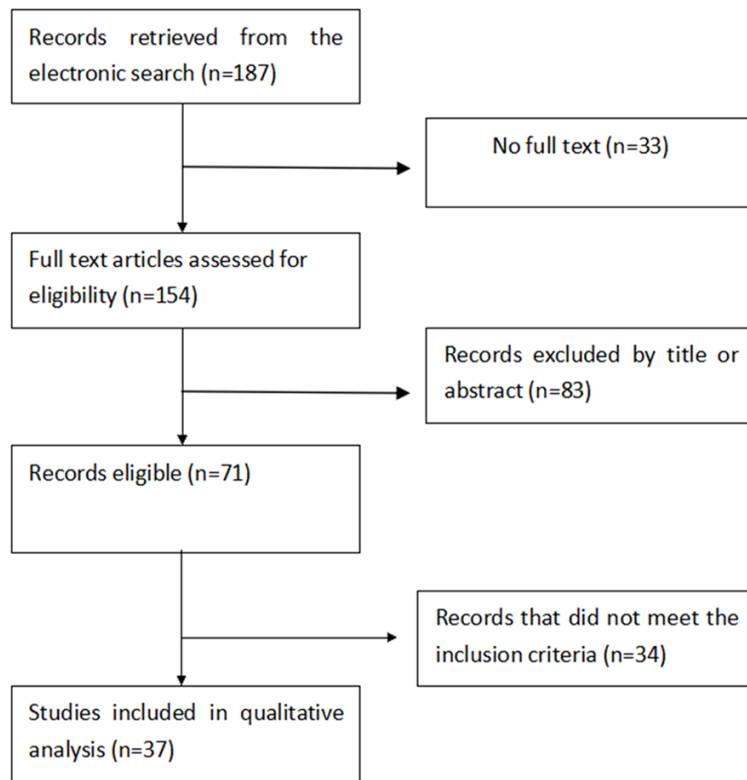 Records retrieved from the
electronic search (n=187)
No full text (n=33)
Full text articles assessed for
eligibility (n=154)
Records excluded by title or
abstract (n=83)
Records eligible (n=71)
Records that did not meet the
inclusion criteria (n=34)
Studies included in qualitative
analysis (n=37)